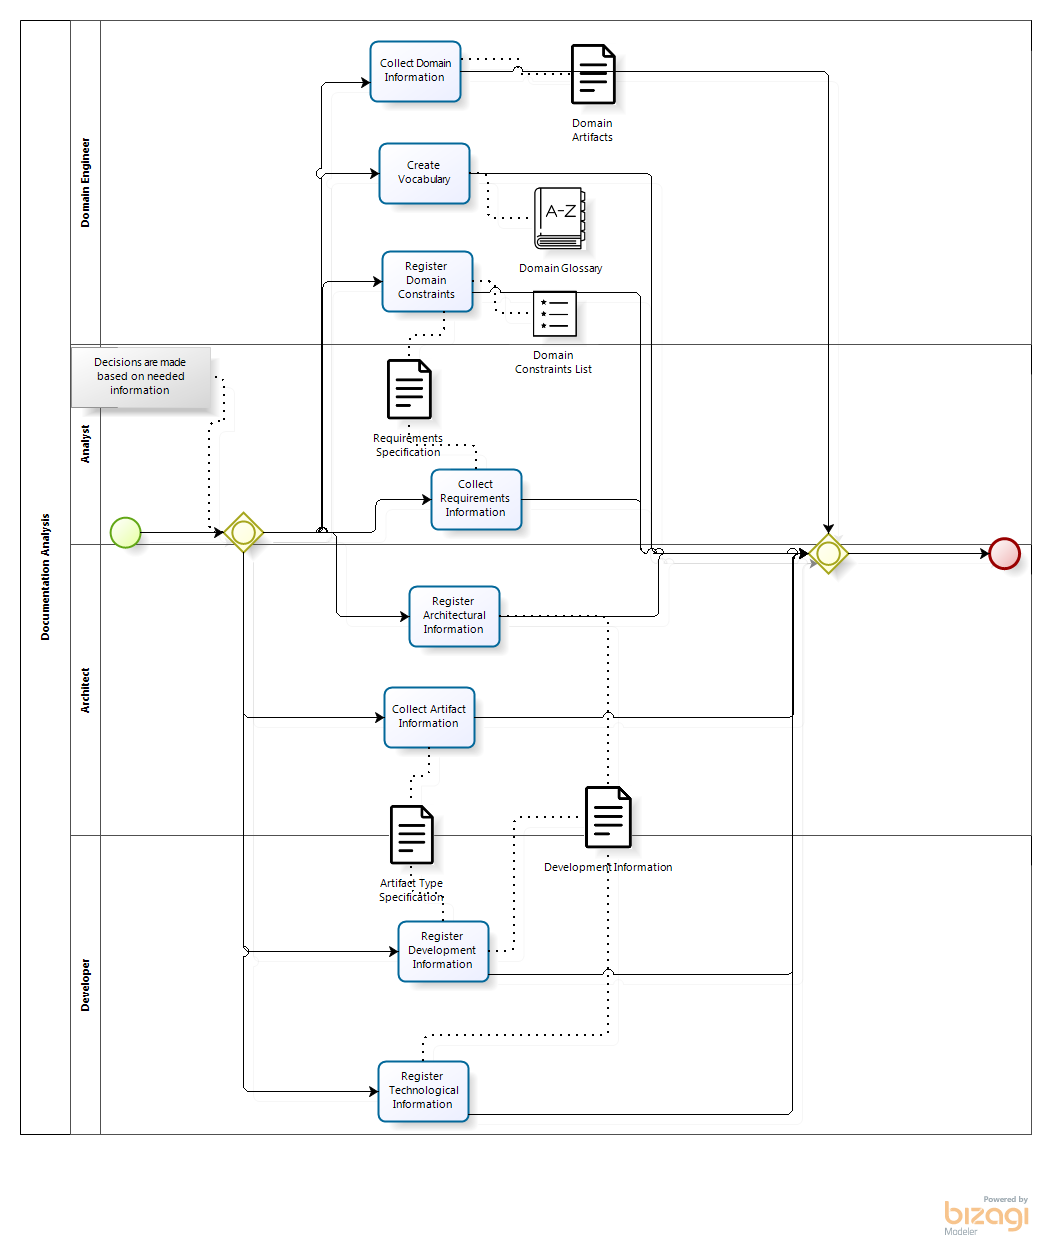 Documentation Analysis
Domain Engineer
Collect Domain
Information
Domain
Artifacts
Create
Vocabulary
A-Z
Domain Glossary
Register
Domain
Constraints
Domain
Constraints List
Analyst
Decisions are made
based on needed
information
Requirements
Specification
Collect
Requirements
Information
Architect
Register
Architectural
Information
Collect Artifact
Information
Developer
Artifact Type
Specification
Development Information
Register
Development
Information
Register
Technological
Information
Powered by
bizagi
Modeler